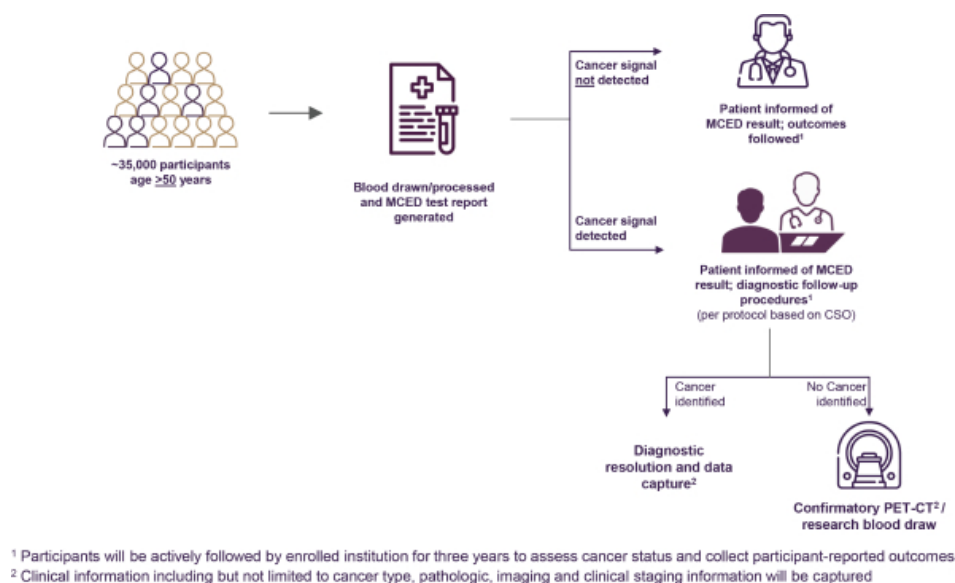 ~35,000 participants
age >50 years
Blood drawn/processed
and MCED test report
generated
Cancer signal
not detected
Patient informed of
MCED result; outcomes
followed¹
Cancer signal
detected
Patient informed of MCED
result; diagnostic follow-up
procedures¹
(per protocol based on CSO)
Cancer
identified
No Cancer
identified
Diagnostic
resolution and data
capture²
Confirmatory PET-CT²/
research blood draw
¹ Participants will be actively followed by enrolled institution for three years to assess cancer status and collect participant-reported outcomes
² Clinical information including but not limited to cancer type, pathologic, imaging and clinical staging information will be captured